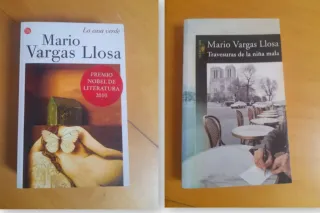 La casa verde
Mario
Vargas Llosa
PREMIO
NOBEL DE
LITERATURA
2010
Mario Vargas Llosa
Travesuras de la niña mala